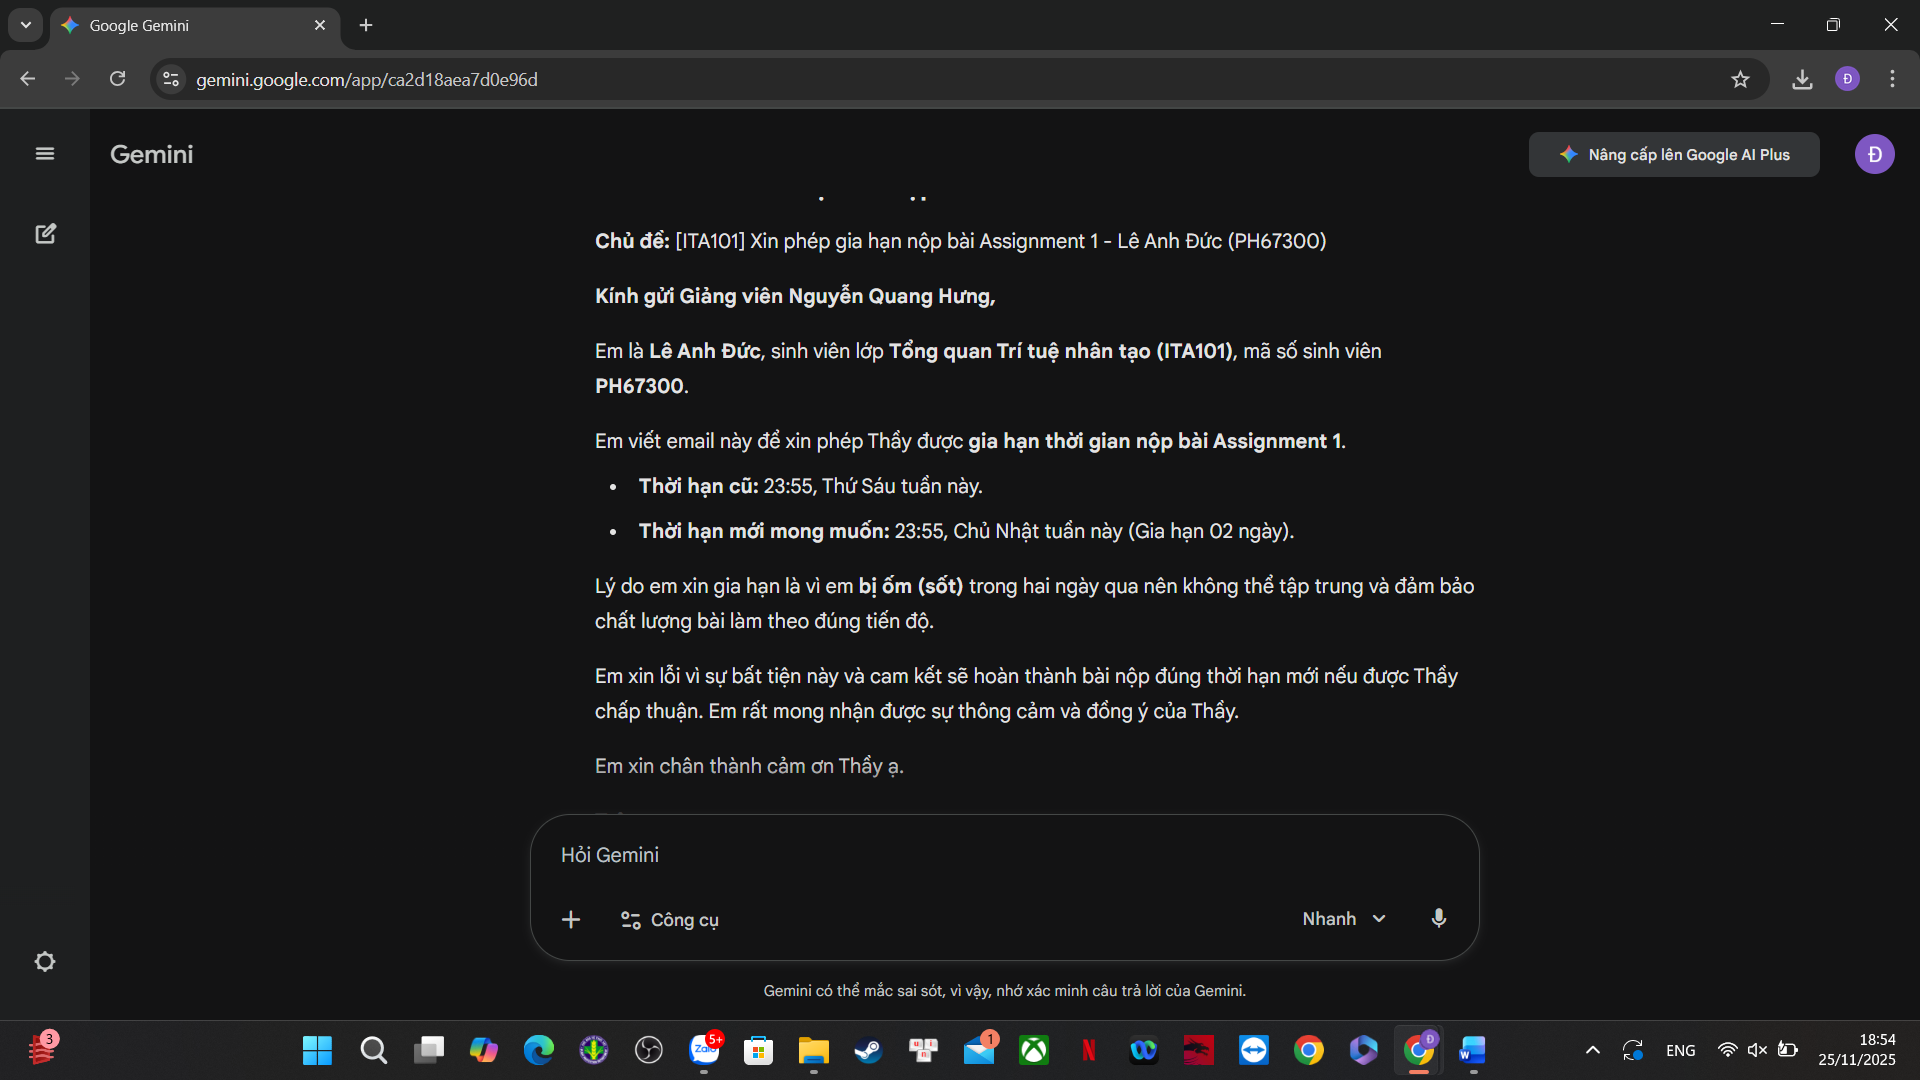 Google Gemini
gemini.google.com/app/ca2d18aea7d0e96d
Đ
Gemini
Nâng cấp lên Google AI Plus
Đ
Chủ đề: [ITA101] Xin phép gia hạn nộp bài Assignment 1 - Lê Anh Đức (PH67300)
Kính gửi Giảng viên Nguyễn Quang Hưng,
Em là Lê Anh Đức, sinh viên lớp Tổng quan Trí tuệ nhân tạo (ITA101), mã số sinh viên
PH67300.
Em viết email này để xin phép Thầy được gia hạn thời gian nộp bài Assignment 1.
• Thời hạn cũ: 23:55, Thứ Sáu tuần này.
• Thời hạn mới mong muốn: 23:55, Chủ Nhật tuần này (Gia hạn 02 ngày).
Lý do em xin gia hạn là vì em bị ốm (sốt) trong hai ngày qua nên không thể tập trung và đảm bảo
chất lượng bài làm theo đúng tiến độ.
Em xin lỗi vì sự bất tiện này và cam kết sẽ hoàn thành bài nộp đúng thời hạn mới nếu được Thầy
chấp thuận. Em rất mong nhận được sự thông cảm và đồng ý của Thầy.
Em xin chân thành cảm ơn Thầy ạ.
Hỏi Gemini
Công cụ
Nhanh
Gemini có thể mắc sai sót, vì vậy, nhớ xác minh câu trả lời của Gemini.
3
Zalo
5+
1
Đ
ENG
18:54
25/11/2025